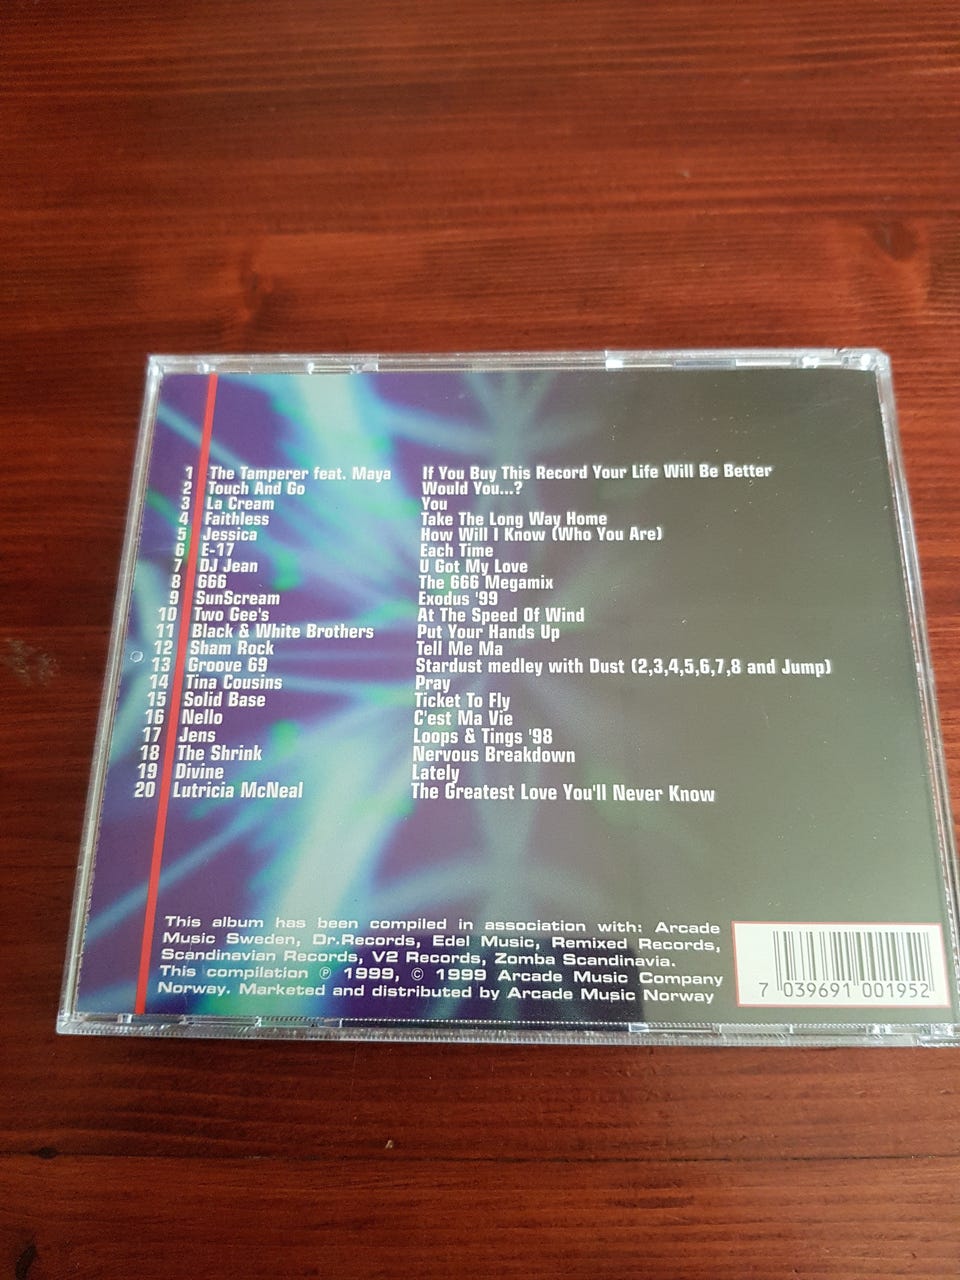 1 The Tamperer feat. Maya If You Buy This Record Your Life Will Be Better
2 Touch And Go Would You...?
3 La Cream You
4 Faithless Take The Long Way Home
5 Jessica How Will I Know (Who You Are)
6 E-17 Each Time
7 DJ Jean U Got My Love
8 666 The 666 Megamix
9 SunScream Exodus '99
10 Two Gee's At The Speed Of Wind
11 Black & White Brothers Put Your Hands Up
12 Sham Rock Tell Me Ma
13 Groove 69 Stardust medley with Dust (2,3,4,5,6,7,8 and Jump)
14 Tina Cousins Pray
15 Solid Base Ticket To Fly
16 Nello C'est Ma Vie
17 Jens Loops & Tings '98
18 The Shrink Nervous Breakdown
19 Divine Lately
20 Lutricia McNeal The Greatest Love You'll Never Know
This album has been compiled in association with: Arcade
Music Sweden, Dr.Records, Edel Music, Remixed Records,
Scandinavian Records, V2 Records, Zomba Scandinavia.
This compilation ℗ 1999, © 1999 Arcade Music Company
Norway. Marketed and distributed by Arcade Music Norway
7 039691 001952